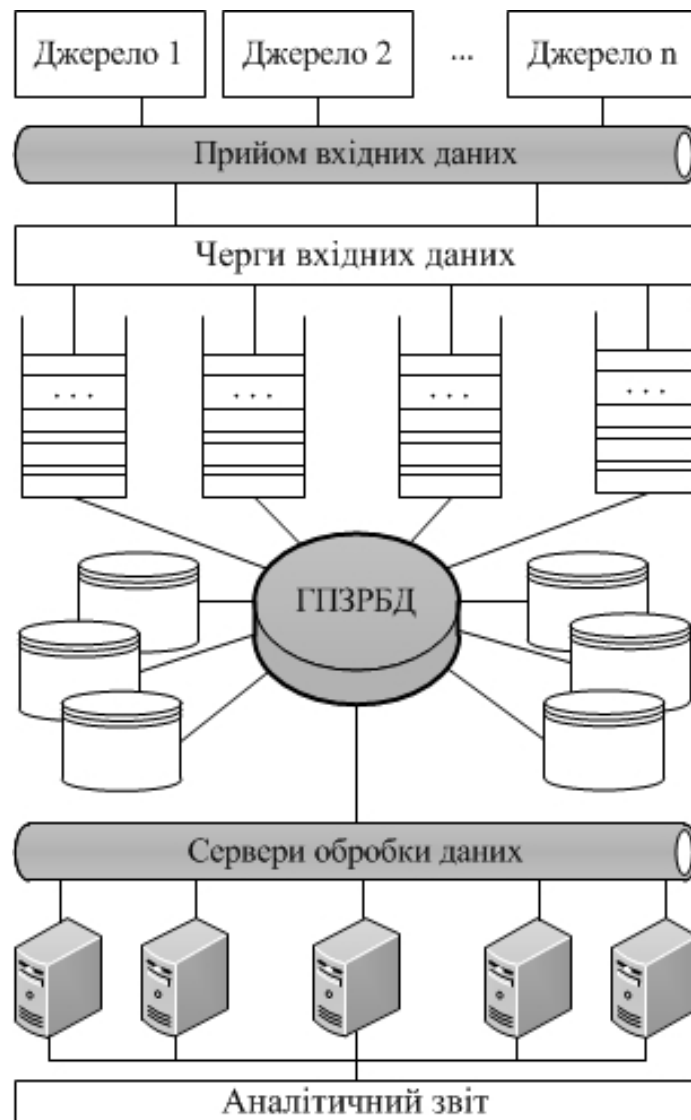 Джерело 1
Джерело 2
...
Джерело n
Прийом вхідних даних
Черги вхідних даних
. . .
. . .
. . .
. . .
ГПЗРБД
Сервери обробки даних
Аналітичний звіт